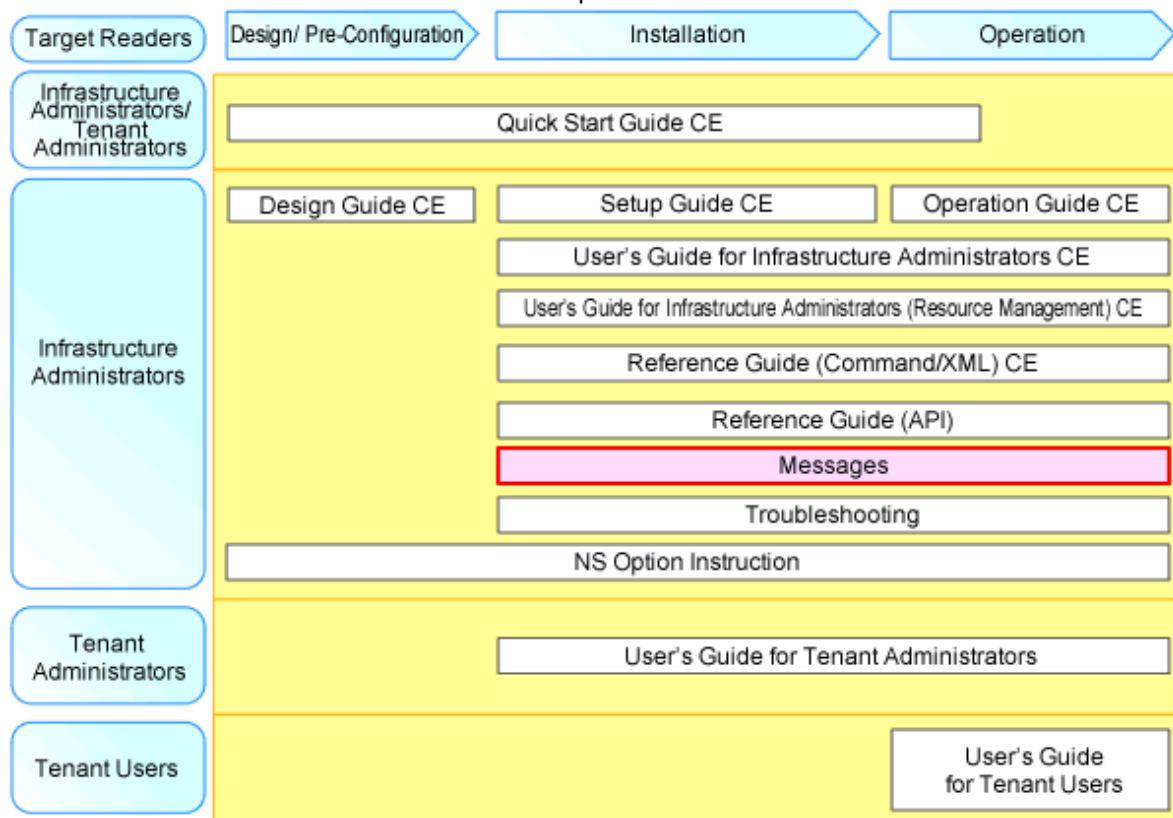 Target Readers
Design/ Pre-Configuration
Installation
Operation
Infrastructure
Administrators/
Tenant
Administrators
Quick Start Guide CE
Infrastructure
Administrators
Design Guide CE
Setup Guide CE
Operation Guide CE
User's Guide for Infrastructure Administrators CE
User's Guide for Infrastructure Administrators (Resource Management) CE
Reference Guide (Command/XML) CE
Reference Guide (API)
Messages
Troubleshooting
NS Option Instruction
Tenant
Administrators
User's Guide for Tenant Administrators
Tenant Users
User's Guide
for Tenant Users